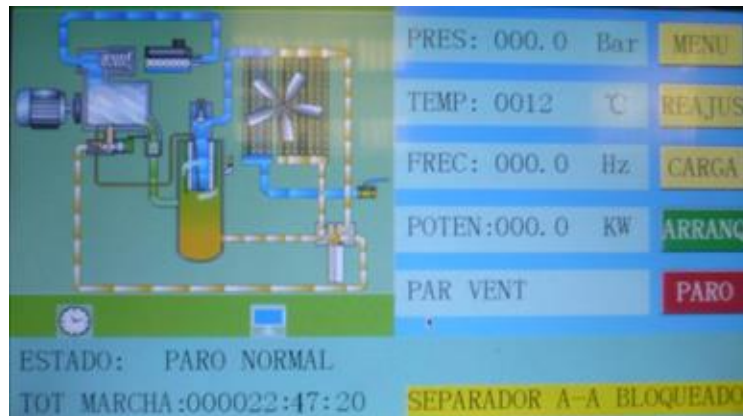 PRES: 000.0 Bar MENU
TEMP: 0012 ℃ REAJUS
FREC: 000.0 Hz CARGA
POTEN:000.0 KW ARRANQ
PAR VENT PARO
ESTADO: PARO NORMAL
TOT MARCHA:000022:47:20
SEPARADOR A-A BLOQUEADO